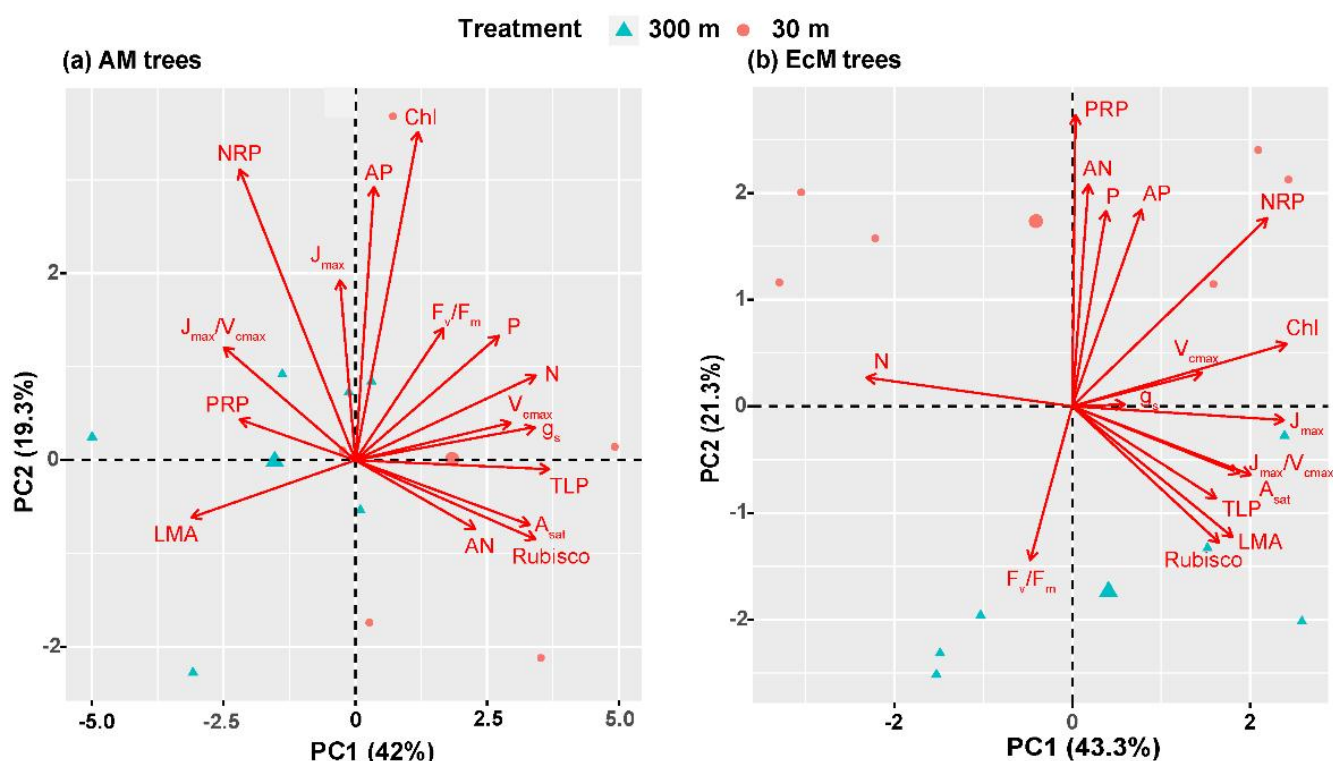 Treatment 300 m 30 m
(a) AM trees
(b) EcM trees
Chl
NRP
AP
Jmax
Fv/Fm
P
Jmax/Vcmax
N
PRP
Vcmax
gs
TLP
LMA
Asat
AN
Rubisco
2
0
-2
-5.0 -2.5 0 2.5 5.0
PC1 (42%)
PC2 (19.3%)
PRP
AN
P
AP
NRP
Vcmax
Chl
N
gs
Jmax
Jmax/Vcmax
Asat
TLP
LMA
Rubisco
Fv/Fm
2
1
0
-1
-2
-2 0 2
PC1 (43.3%)
PC2 (21.3%)